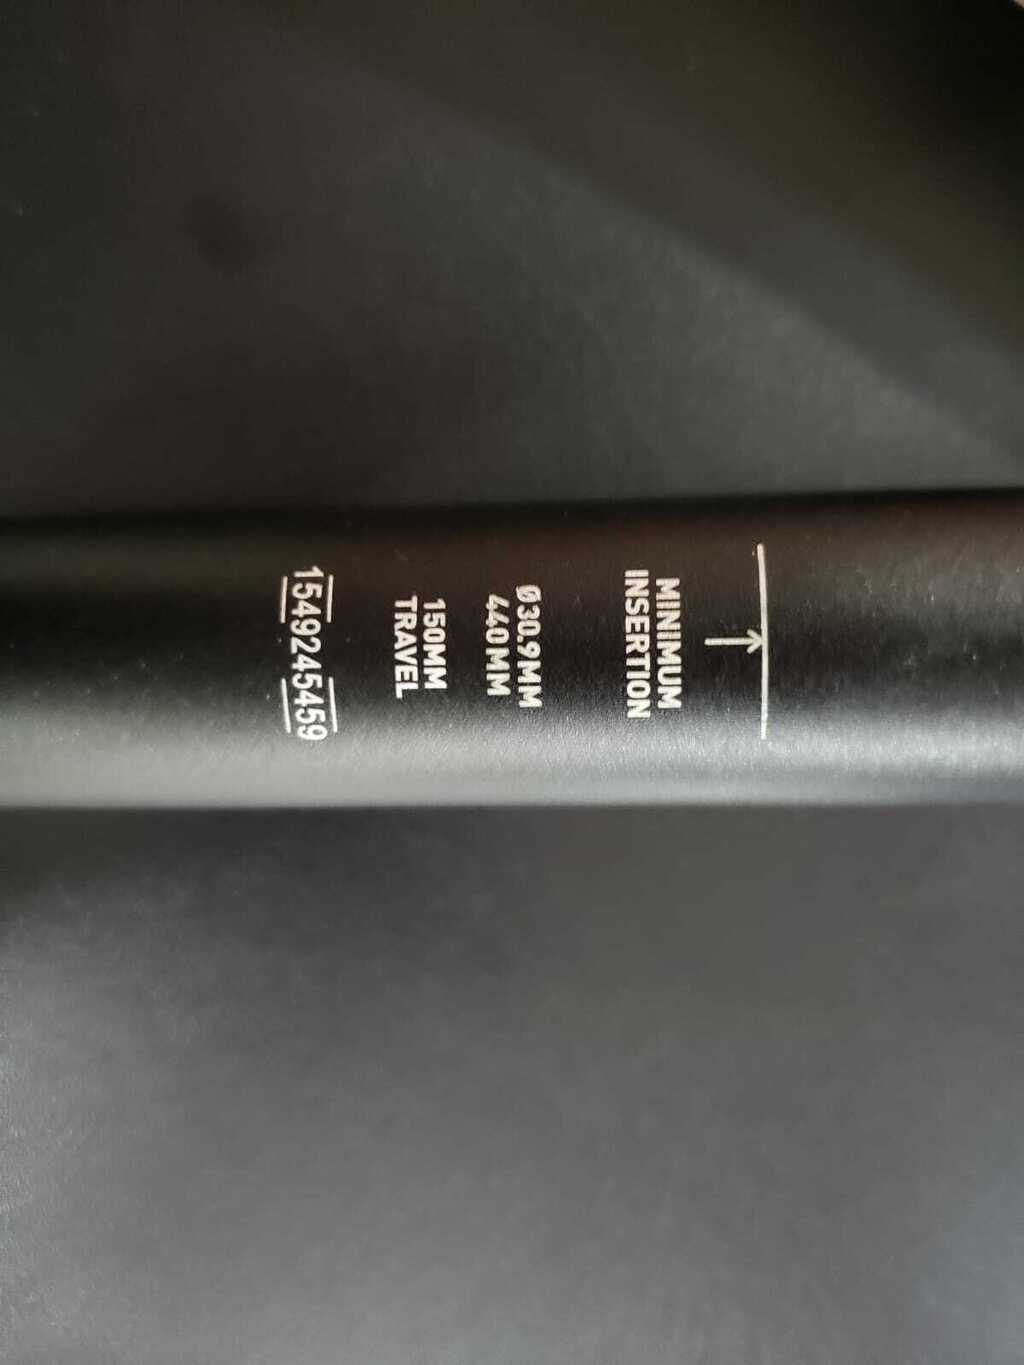 MINIMUM
INSERTION
Ø30.9MM
440MM
150MM
TRAVEL
1549245459